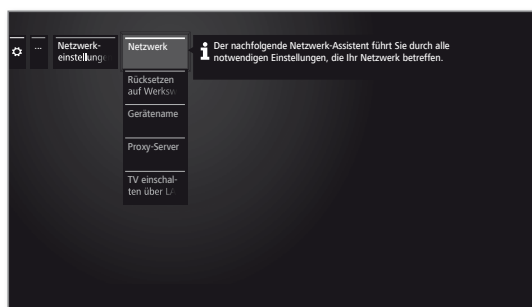 ...
Netzwerk-
einstellunge
Netzwerk
Der nachfolgende Netzwerk-Assistent führt Sie durch alle
notwendigen Einstellungen, die Ihr Netzwerk betreffen.
Rücksetzen
auf Werksw
Gerätename
Proxy-Server
TV einschal-
ten über LA